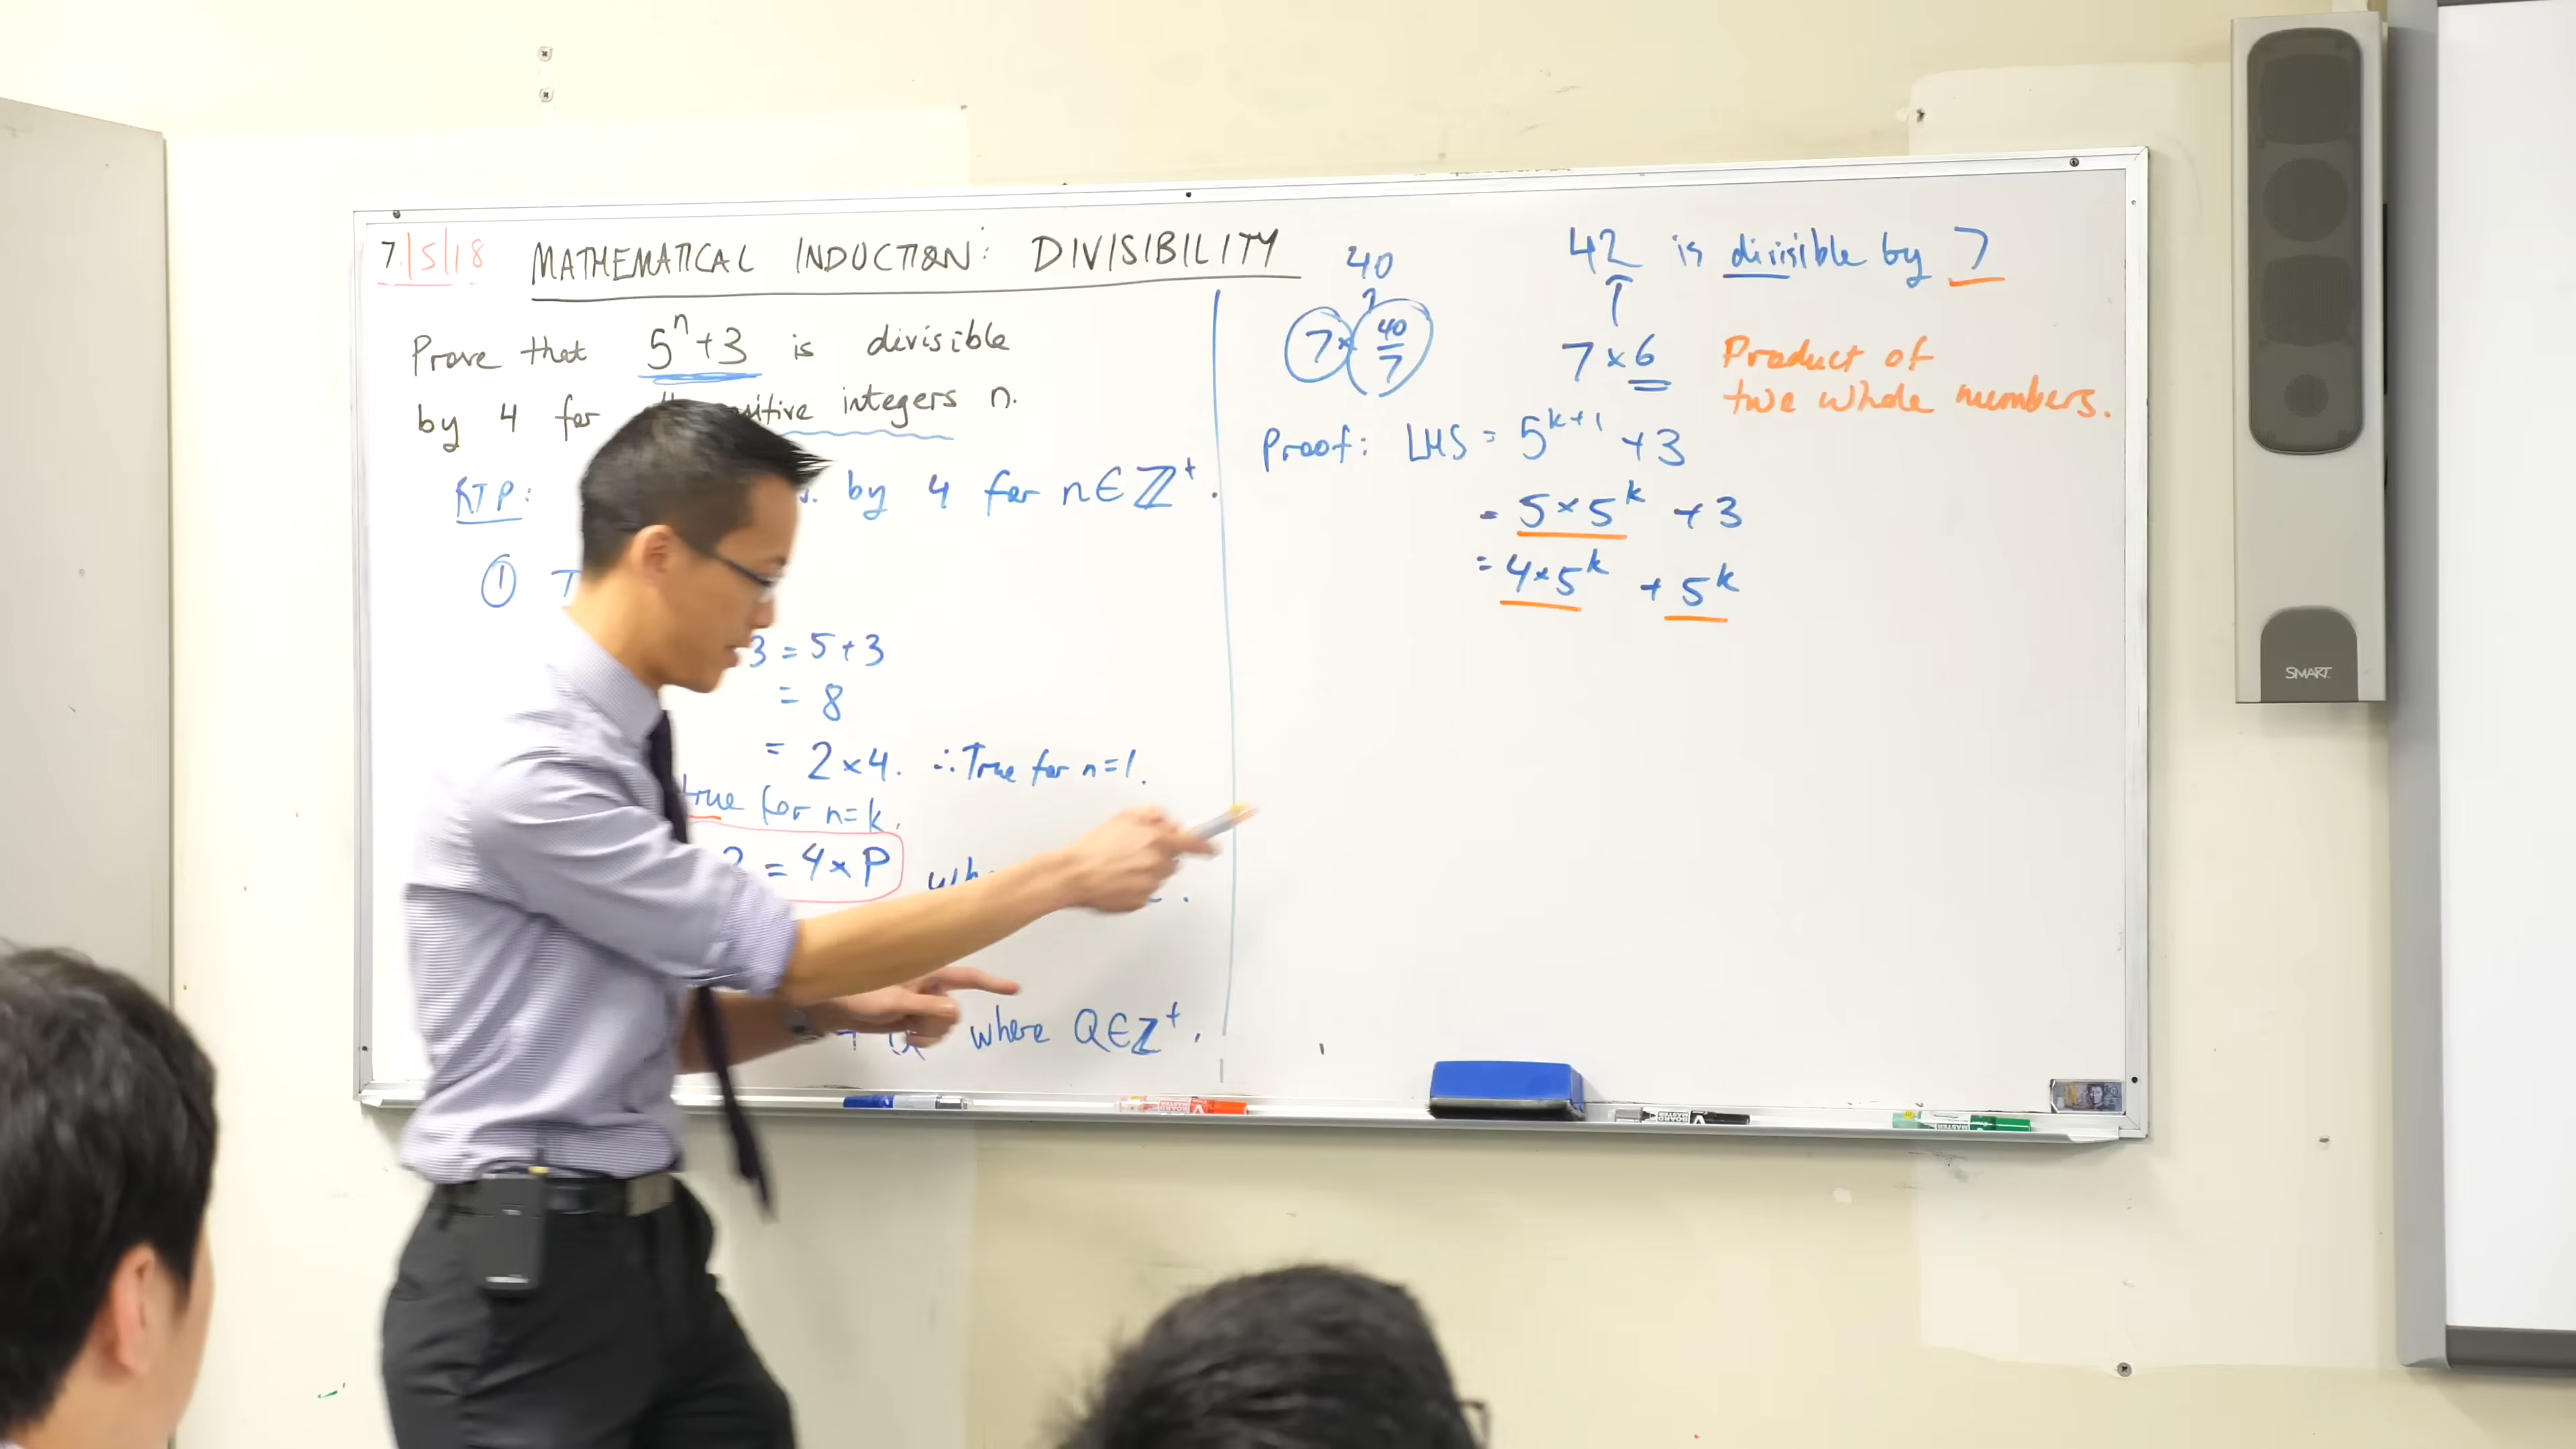 7/5/18 MATHEMATICAL INDUCTION: DIVISIBILITY
Prove that 5ⁿ+3 is divisible
by 4 for positive integers n.
RTP: by 4 for n∈ℤ⁺.
①
3 = 5+3
= 8
= 2×4. ∴ True for n=1.
true for n=k.
= 4×P
where Q∈ℤ⁺.
40
7× 40/7
42 is divisible by 7
↑
7×6
Product of
two whole numbers.
Proof: LHS = 5ᵏ⁺¹ +3
= 5×5ᵏ +3
= 4×5ᵏ + 5ᵏ
SMART